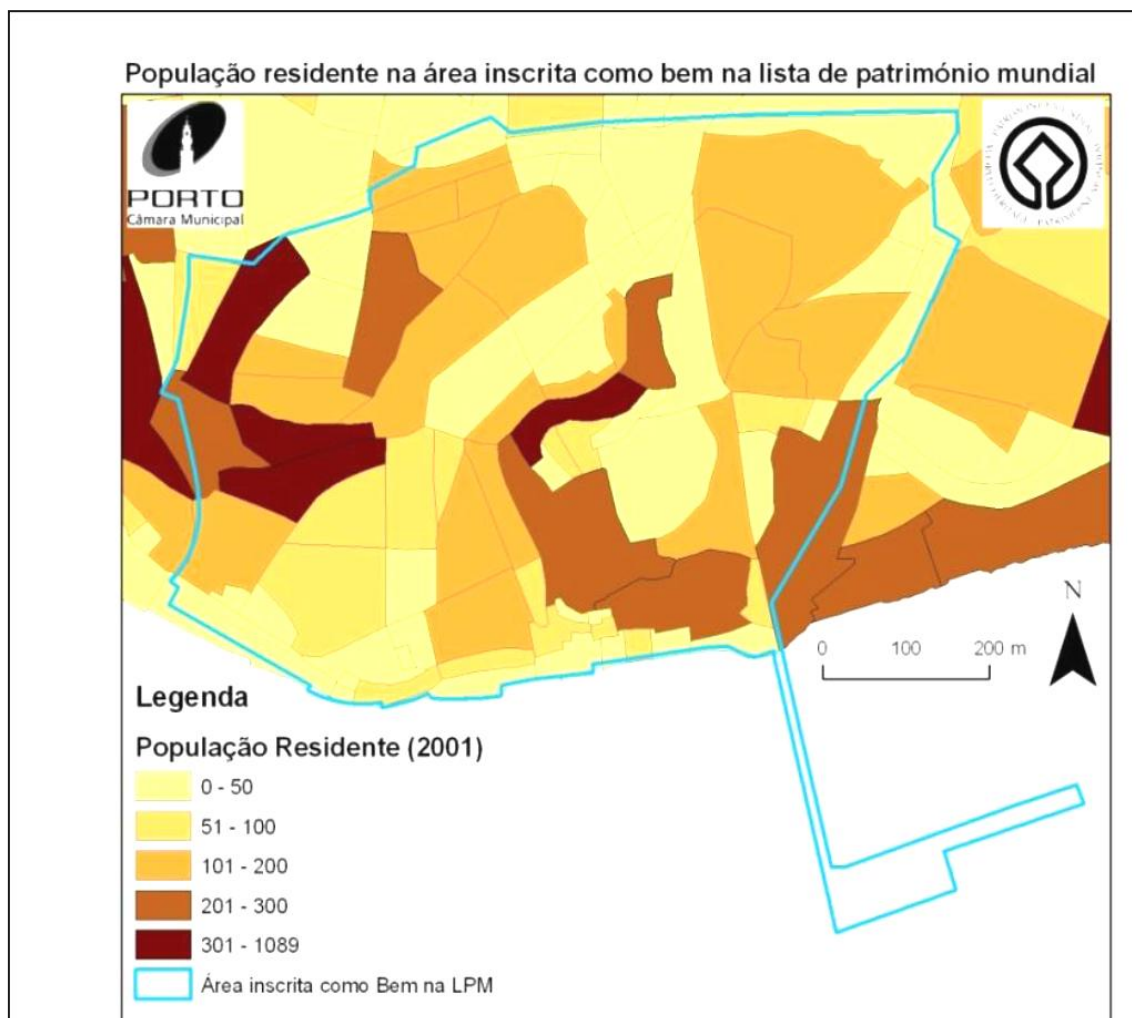 População residente na área inscrita como bem na lista de património mundial
PORTO
Câmara Municipal
N
0 100 200 m
Legenda
População Residente (2001)
0 - 50
51 - 100
101 - 200
201 - 300
301 - 1089
Área inscrita como Bem na LPM